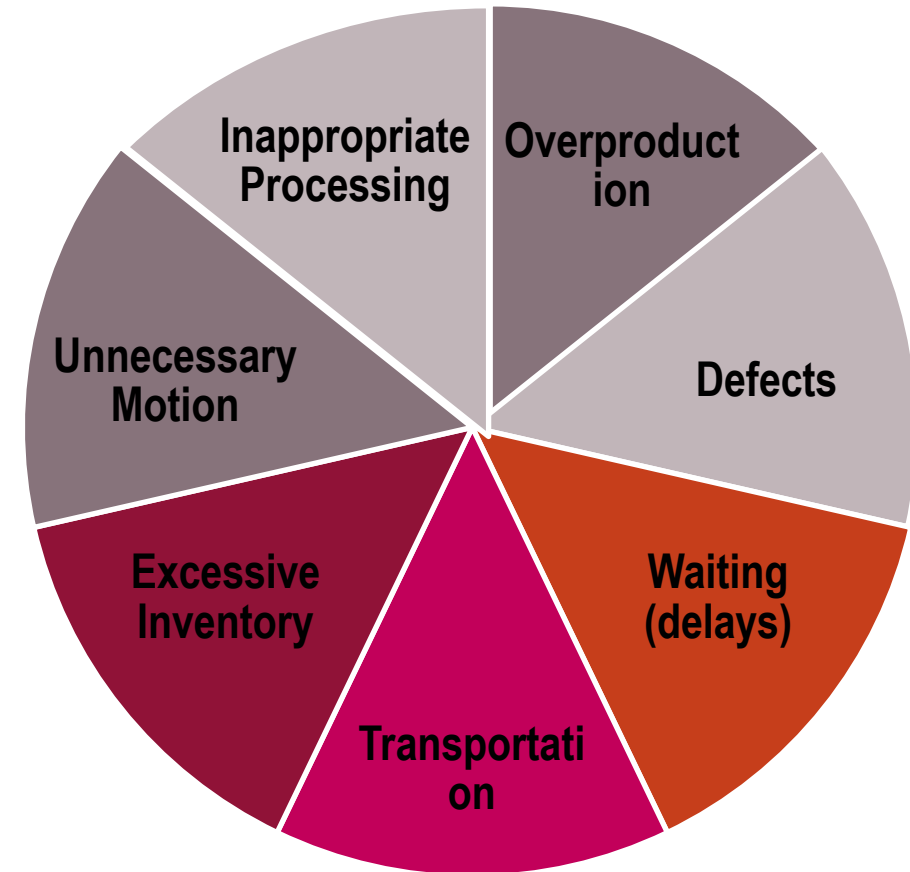 Inappropriate
Processing
Overproduct
ion
Unnecessary
Motion
Defects
Excessive
Inventory
Waiting
(delays)
Transportati
on